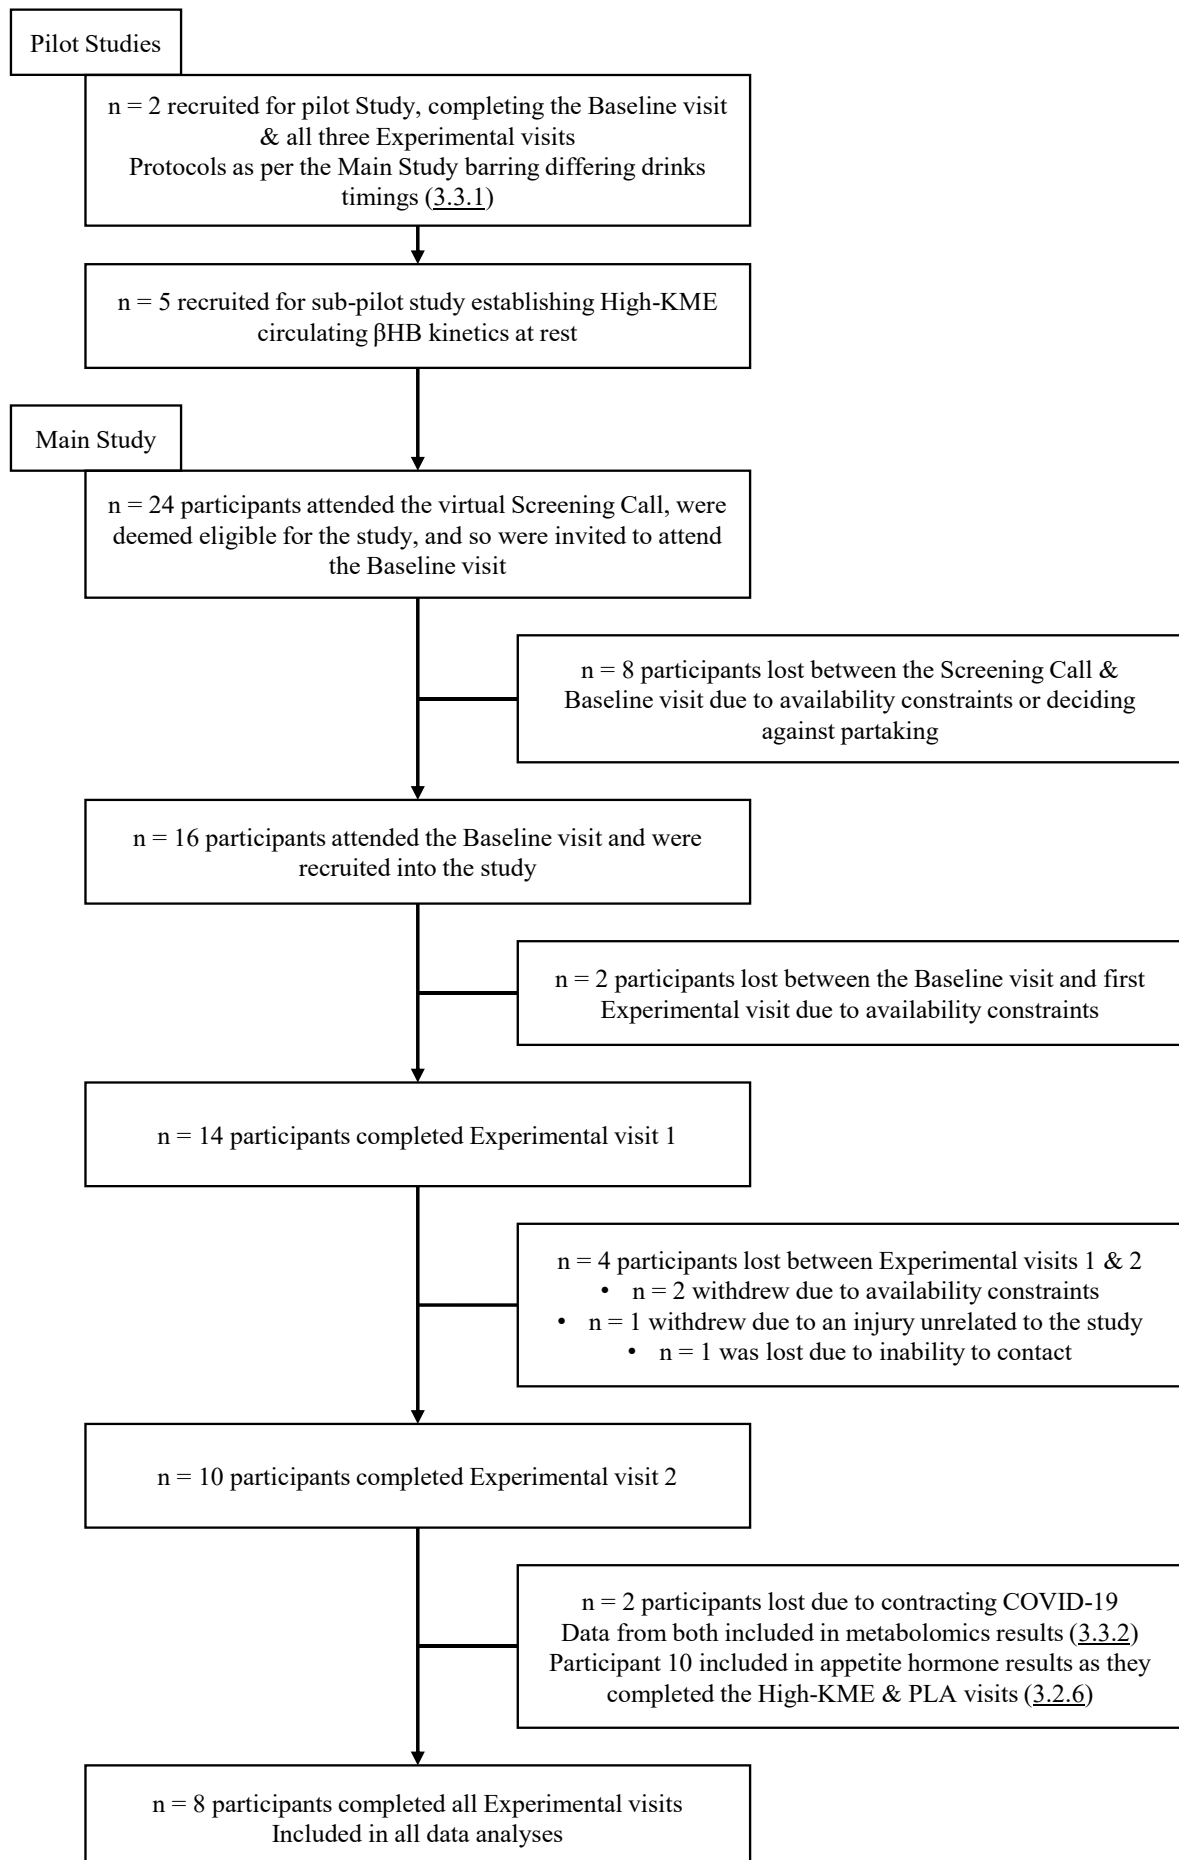 Pilot Studies
n = 2 recruited for pilot Study, completing the Baseline visit
& all three Experimental visits
Protocols as per the Main Study barring differing drinks
timings (3.3.1)
n = 5 recruited for sub-pilot study establishing High-KME
circulating βHB kinetics at rest
Main Study
n = 24 participants attended the virtual Screening Call, were
deemed eligible for the study, and so were invited to attend
the Baseline visit
n = 8 participants lost between the Screening Call &
Baseline visit due to availability constraints or deciding
against partaking
n = 16 participants attended the Baseline visit and were
recruited into the study
n = 2 participants lost between the Baseline visit and first
Experimental visit due to availability constraints
n = 14 participants completed Experimental visit 1
n = 4 participants lost between Experimental visits 1 & 2
• n = 2 withdrew due to availability constraints
• n = 1 withdrew due to an injury unrelated to the study
• n = 1 was lost due to inability to contact
n = 10 participants completed Experimental visit 2
n = 2 participants lost due to contracting COVID-19
Data from both included in metabolomics results (3.3.2)
Participant 10 included in appetite hormone results as they
completed the High-KME & PLA visits (3.2.6)
n = 8 participants completed all Experimental visits
Included in all data analyses